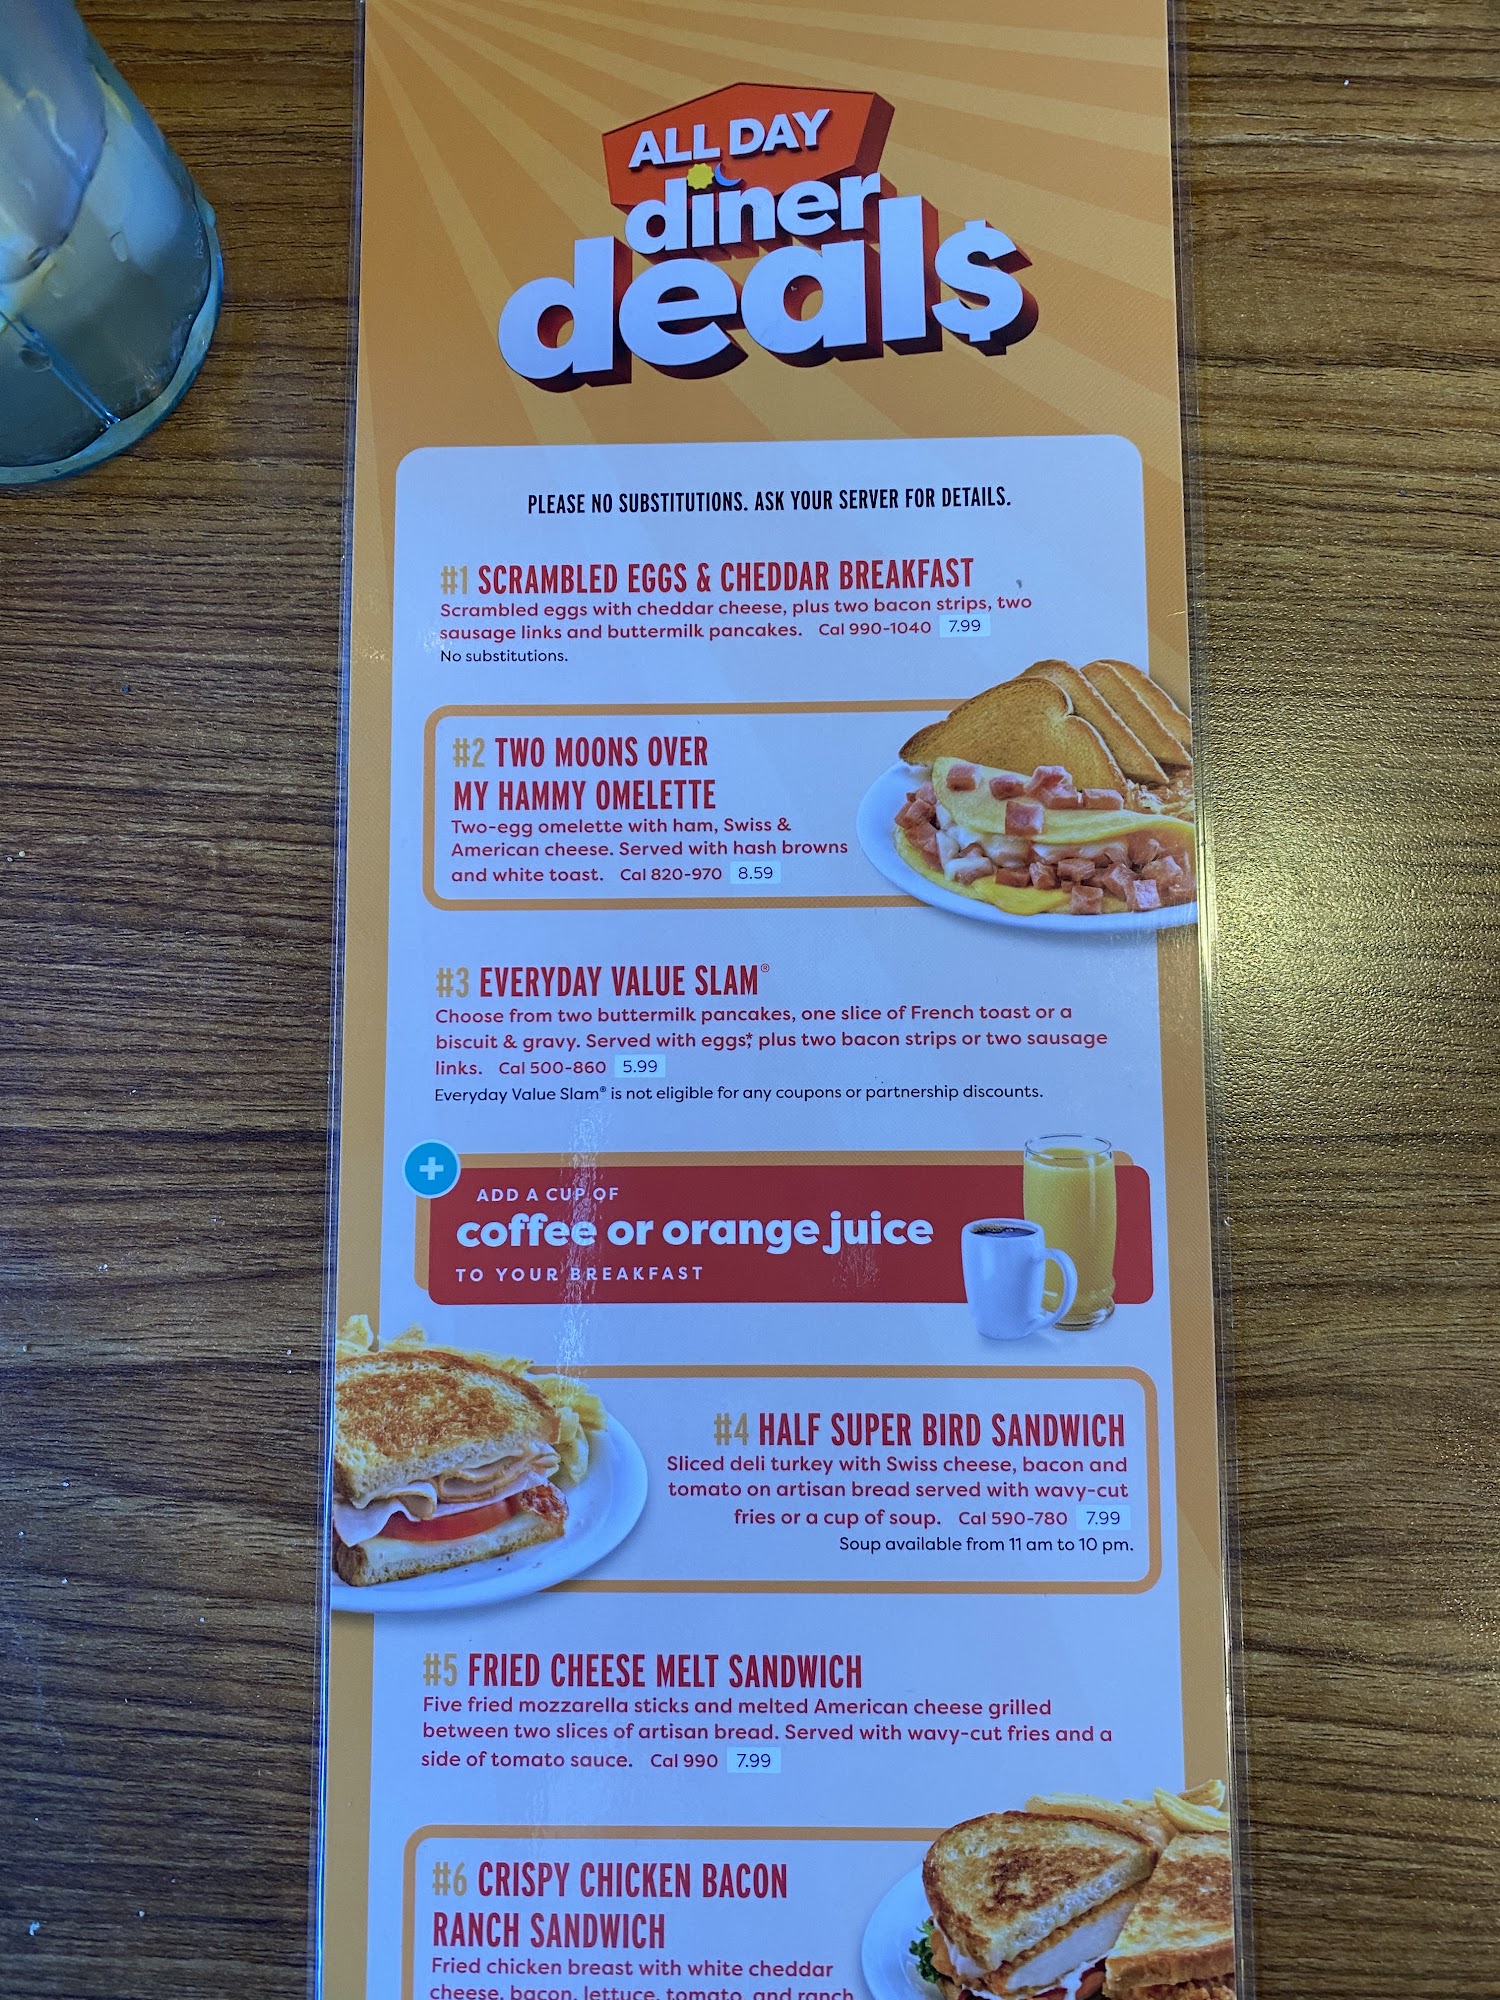 ALL DAY
diner
deal$
PLEASE NO SUBSTITUTIONS. ASK YOUR SERVER FOR DETAILS.
#1 SCRAMBLED EGGS & CHEDDAR BREAKFAST
Scrambled eggs with cheddar cheese, plus two bacon strips, two
sausage links and buttermilk pancakes. Cal 990-1040 7.99
No substitutions.
#2 TWO MOONS OVER
MY HAMMY OMELETTE
Two-egg omelette with ham, Swiss &
American cheese. Served with hash browns
and white toast. Cal 820-970 8.59
#3 EVERYDAY VALUE SLAM®
Choose from two buttermilk pancakes, one slice of French toast or a
biscuit & gravy. Served with eggs*, plus two bacon strips or two sausage
links. Cal 500-860 5.99
Everyday Value Slam® is not eligible for any coupons or partnership discounts.
+
ADD A CUP OF
coffee or orange juice
TO YOUR BREAKFAST
#4 HALF SUPER BIRD SANDWICH
Sliced deli turkey with Swiss cheese, bacon and
tomato on artisan bread served with wavy-cut
fries or a cup of soup. Cal 590-780 7.99
Soup available from 11 am to 10 pm.
#5 FRIED CHEESE MELT SANDWICH
Five fried mozzarella sticks and melted American cheese grilled
between two slices of artisan bread. Served with wavy-cut fries and a
side of tomato sauce. Cal 990 7.99
#6 CRISPY CHICKEN BACON
RANCH SANDWICH
Fried chicken breast with white cheddar
cheese, bacon, lettuce, tomato, and ranch